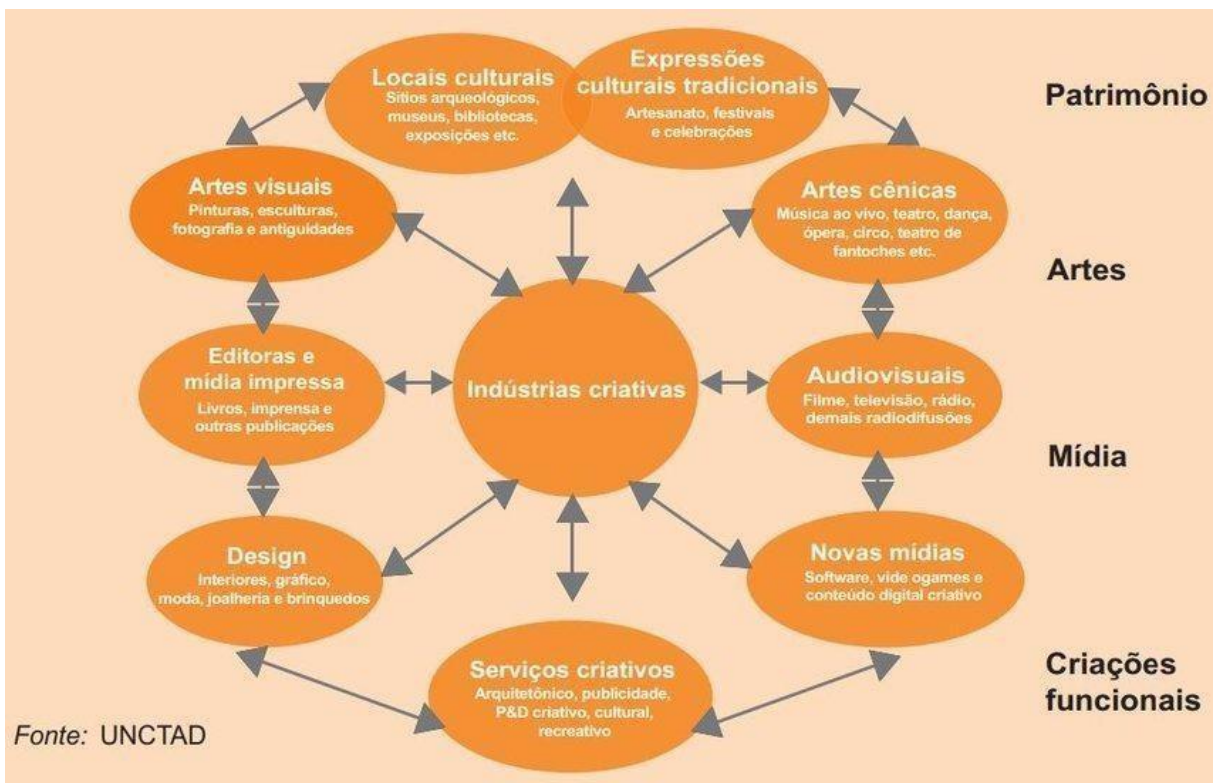 Locais culturais
Sítios arqueológicos,
museus, bibliotecas,
exposições etc.
Expressões
culturais tradicionais
Artesanato, festivais
e celebrações
Patrimônio
Artes visuais
Pinturas, esculturas,
fotografia e antiguidades
Artes cênicas
Música ao vivo, teatro, dança,
ópera, circo, teatro de
fantoches etc.
Artes
Editoras e
mídia impressa
Livros, imprensa e
outras publicações
Indústrias criativas
Audiovisuais
Filme, televisão, rádio,
demais radiodifusões
Mídia
Design
Interiores, gráfico,
moda, joalheria e brinquedos
Novas mídias
Software, vide ogames e
conteúdo digital criativo
Serviços criativos
Arquitetônico, publicidade,
P&D criativo, cultural,
recreativo
Criações
funcionais
Fonte: UNCTAD